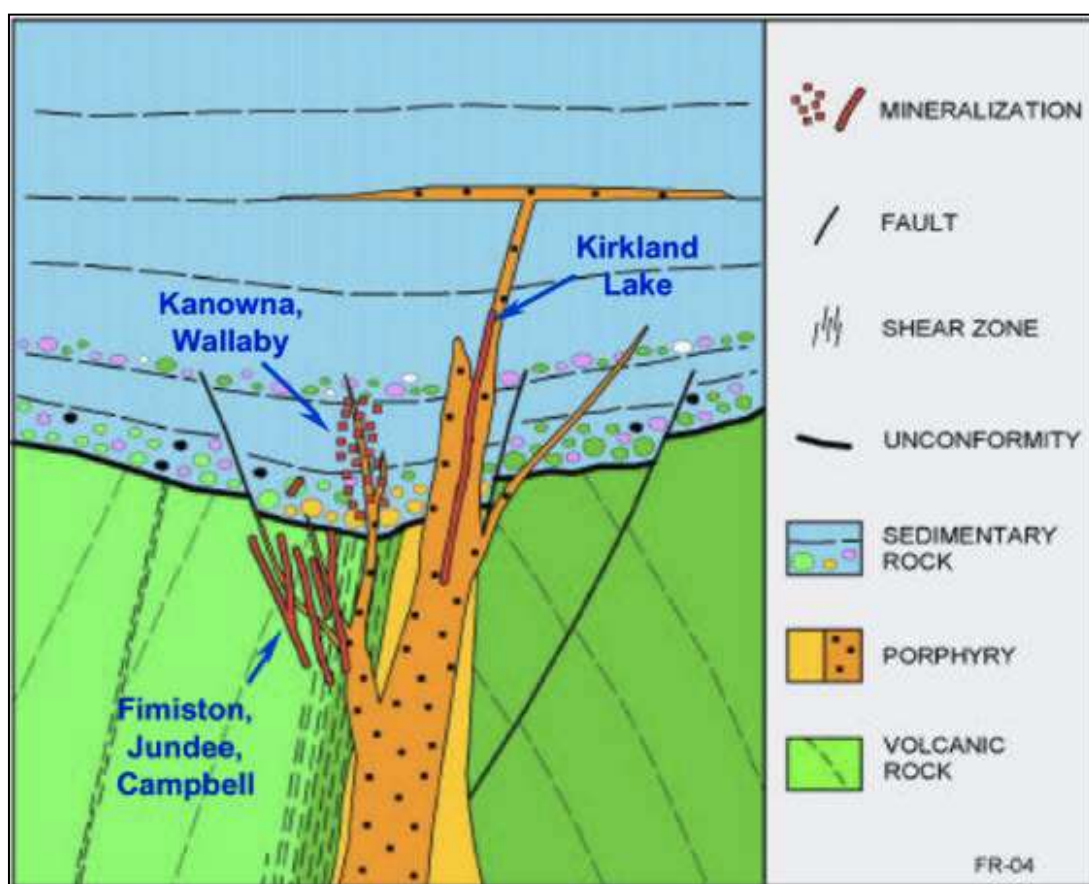 Kirkland
Lake
Kanowna,
Wallaby
Fimiston,
Jundee,
Campbell
MINERALIZATION
FAULT
SHEAR ZONE
UNCONFORMITY
SEDIMENTARY
ROCK
PORPHYRY
VOLCANIC
ROCK
FR-04